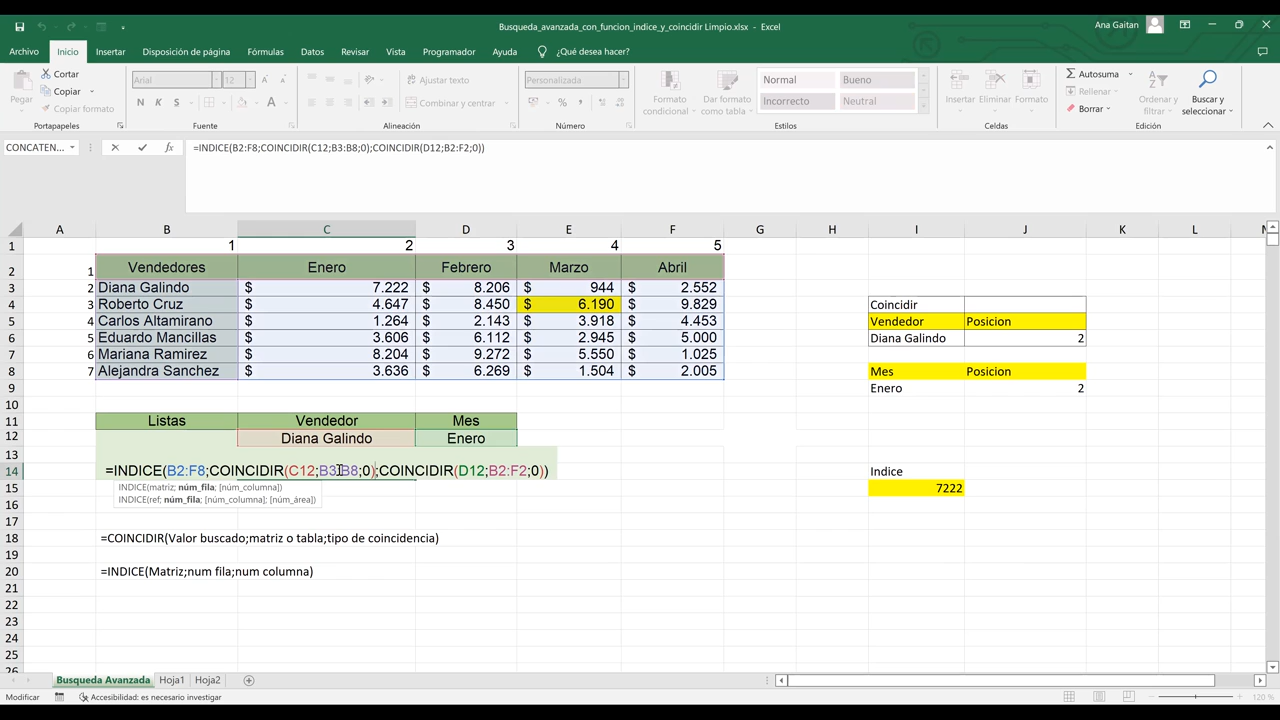 Busqueda_avanzada_con_funcion_indice_y_coincidir Limpio.xlsx - Excel
Ana Gaitan
Archivo Inicio Insertar Disposición de página Fórmulas Datos Revisar Vista Programador Ayuda ¿Qué desea hacer?
Pegar
Cortar
Copiar
Copiar formato
Arial 12
N K S
Ajustar texto
Combinar y centrar
Personalizada
Formato condicional
Dar formato como tabla
Normal Bueno
Incorrecto Neutral
Insertar Eliminar Formato
Autosuma
Rellenar
Borrar
Ordenar y filtrar
Buscar y seleccionar
Portapapeles Fuente Alineación Número Estilos Celdas Edición
CONCATEN... =INDICE(B2:F8;COINCIDIR(C12;B3:B8;0);COINCIDIR(D12;B2:F2;0))
A B C D E F G H I J K L M
1 1 2 3 4 5
2 1 Vendedores Enero Febrero Marzo Abril
3 2 Diana Galindo $ 7.222 $ 8.206 $ 944 $ 2.552
4 3 Roberto Cruz $ 4.647 $ 8.450 $ 6.190 $ 9.829 Coincidir
5 4 Carlos Altamirano $ 1.264 $ 2.143 $ 3.918 $ 4.453 Vendedor Posicion
6 5 Eduardo Mancillas $ 3.606 $ 6.112 $ 2.945 $ 5.000 Diana Galindo 2
7 6 Mariana Ramirez $ 8.204 $ 9.272 $ 5.550 $ 1.025
8 7 Alejandra Sanchez $ 3.636 $ 6.269 $ 1.504 $ 2.005 Mes Posicion
9 Enero 2
10
11 Listas Vendedor Mes
12 Diana Galindo Enero
13
14 =INDICE(B2:F8;COINCIDIR(C12;B3:B8;0);COINCIDIR(D12;B2:F2;0)) Indice
15 INDICE(matriz; núm_fila; [núm_columna]) 7222
INDICE(ref; núm_fila; [núm_columna]; [núm_área])
16
17
18 =COINCIDIR(Valor buscado;matriz o tabla;tipo de coincidencia)
19
20 =INDICE(Matriz;num fila;num columna)
21
22
23
24
25
26
Busqueda Avanzada Hoja1 Hoja2
Modificar Accesibilidad: es necesario investigar 120 %